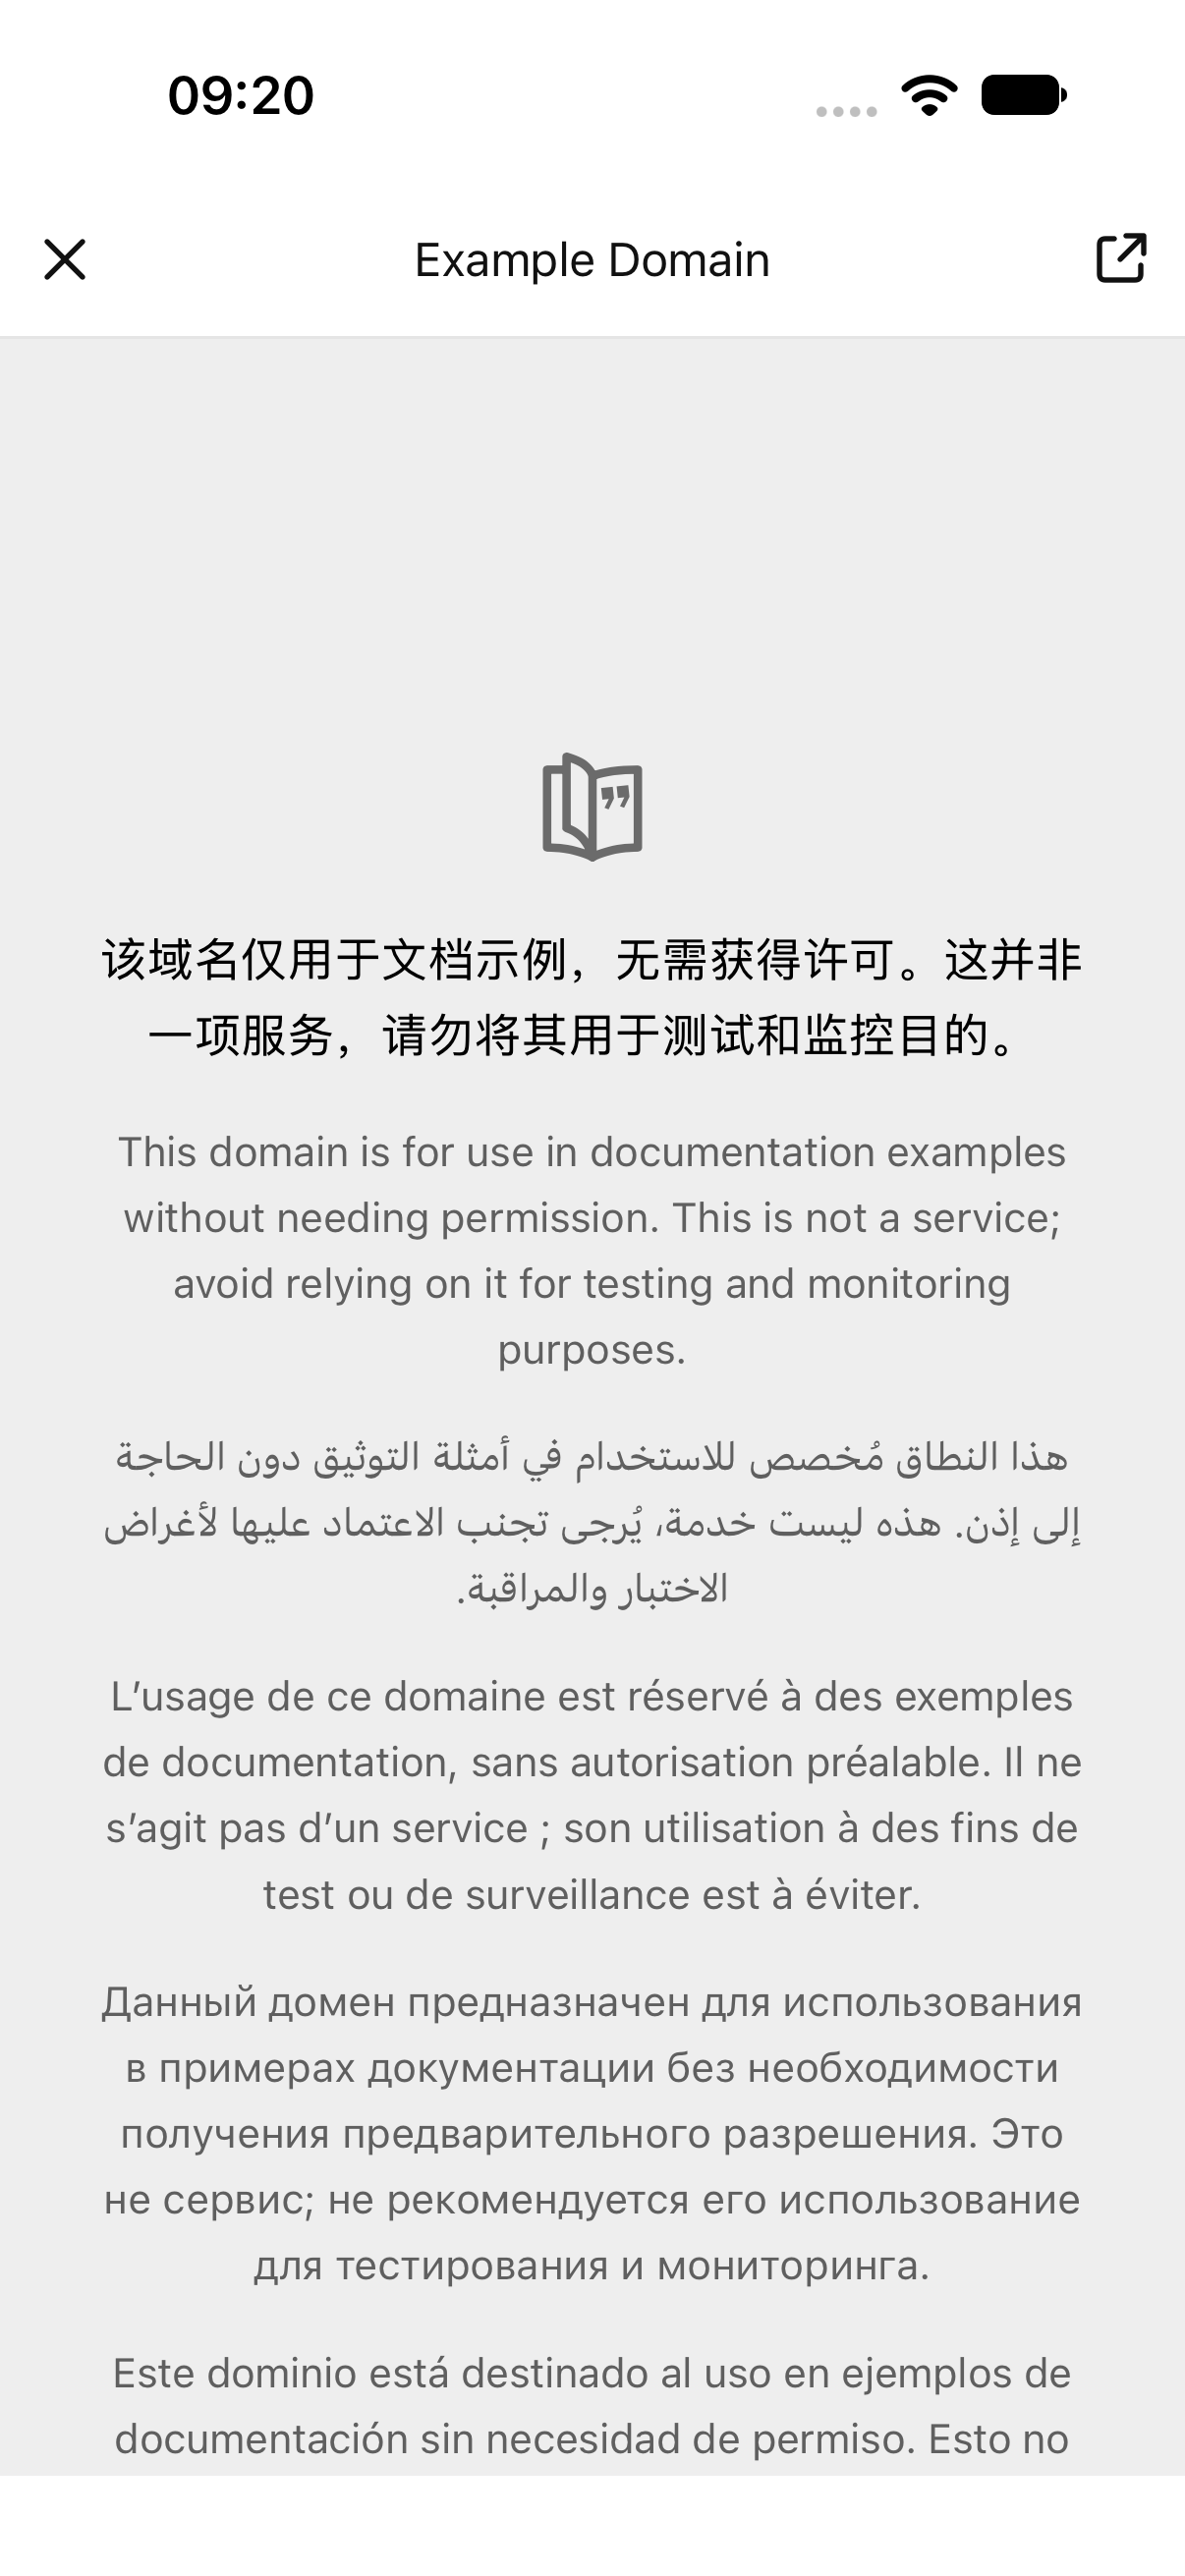 09:20
Example Domain
该域名仅用于文档示例，无需获得许可。这并非
一项服务，请勿将其用于测试和监控目的。
This domain is for use in documentation examples
without needing permission. This is not a service;
avoid relying on it for testing and monitoring
purposes.
هذا النطاق مُخصص للاستخدام في أمثلة التوثيق دون الحاجة
إلى إذن. هذه ليست خدمة، يُرجى تجنب الاعتماد عليها لأغراض
الاختبار والمراقبة.
L’usage de ce domaine est réservé à des exemples
de documentation, sans autorisation préalable. Il ne
s’agit pas d’un service ; son utilisation à des fins de
test ou de surveillance est à éviter.
Данный домен предназначен для использования
в примерах документации без необходимости
получения предварительного разрешения. Это
не сервис; не рекомендуется его использование
для тестирования и мониторинга.
Este dominio está destinado al uso en ejemplos de
documentación sin necesidad de permiso. Esto no